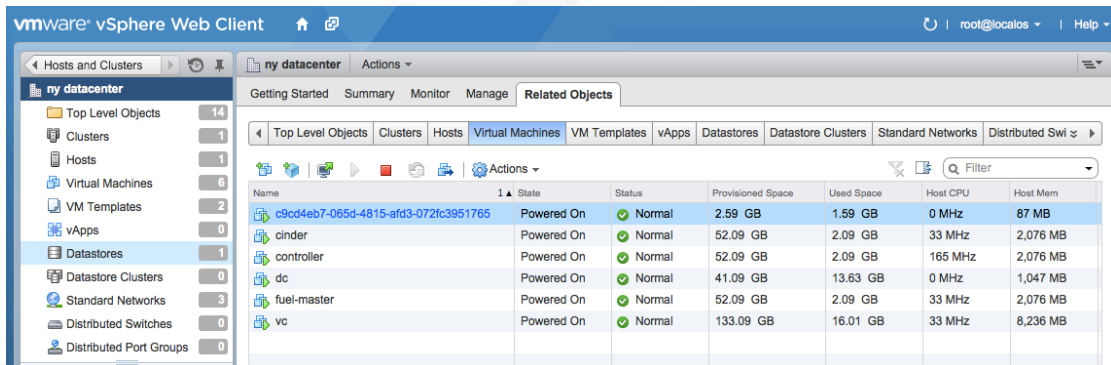 vmware® vSphere Web Client root@localos Help
Hosts and Clusters
ny datacenter
Top Level Objects 14
Clusters 1
Hosts 1
Virtual Machines 6
VM Templates 2
vApps 0
Datastores 1
Datastore Clusters 0
Standard Networks 3
Distributed Switches 0
Distributed Port Groups 0
ny datacenter Actions
Getting Started Summary Monitor Manage Related Objects
Top Level Objects Clusters Hosts Virtual Machines VM Templates vApps Datastores Datastore Clusters Standard Networks Distributed Swi
Actions Filter
Name 1 State Status Provisioned Space Used Space Host CPU Host Mem
c9cd4eb7-065d-4815-afd3-072fc3951765 Powered On Normal 2.59 GB 1.59 GB 0 MHz 87 MB
cinder Powered On Normal 52.09 GB 2.09 GB 33 MHz 2,076 MB
controller Powered On Normal 52.09 GB 2.09 GB 165 MHz 2,076 MB
dc Powered On Normal 41.09 GB 13.63 GB 0 MHz 1,047 MB
fuel-master Powered On Normal 52.09 GB 2.09 GB 33 MHz 2,076 MB
vc Powered On Normal 133.09 GB 16.01 GB 33 MHz 8,236 MB